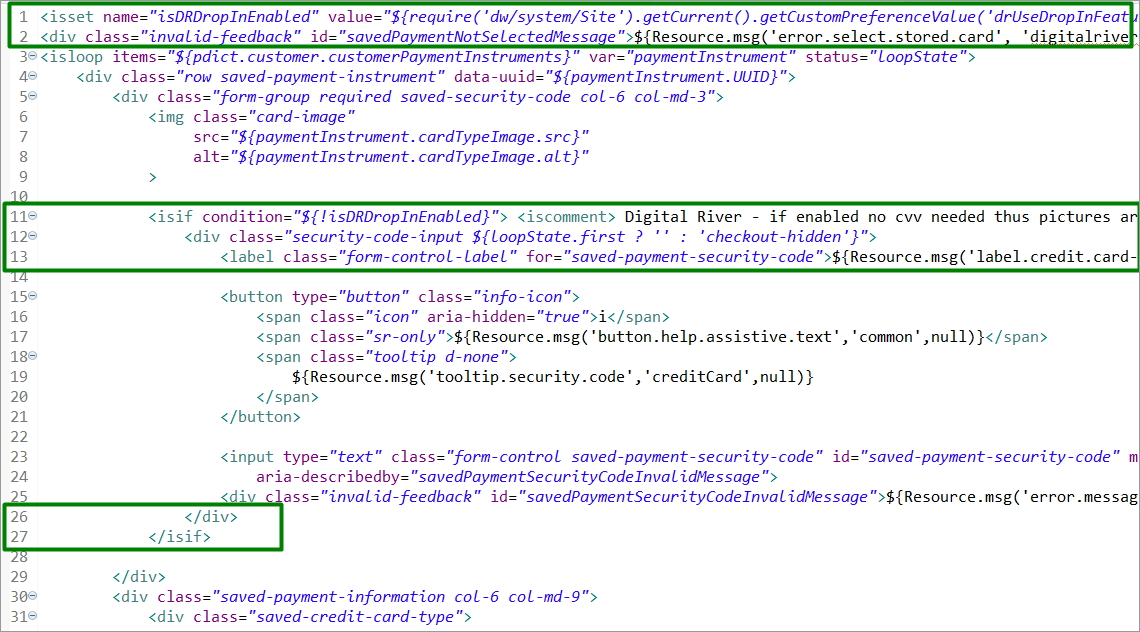 1 <isset name="isDRDropInEnabled" value="${require('dw/system/Site').getCurrent().getCustomPreferenceValue('drUseDropInFeatu
2 <div class="invalid-feedback" id="savedPaymentNotSelectedMessage">${Resource.msg('error.select.stored.card', 'digitalriver
3 <isloop items="${pdict.customer.customerPaymentInstruments}" var="paymentInstrument" status="loopState">
4 <div class="row saved-payment-instrument" data-uuid="${paymentInstrument.UUID}">
5 <div class="form-group required saved-security-code col-6 col-md-3">
6 <img class="card-image"
7 src="${paymentInstrument.cardTypeImage.src}"
8 alt="${paymentInstrument.cardTypeImage.alt}"
9 >
10
11 <isif condition="${!isDRDropInEnabled}"> <iscomment> Digital River - if enabled no cvv needed thus pictures ar
12 <div class="security-code-input ${loopState.first ? '' : 'checkout-hidden'}">
13 <label class="form-control-label" for="saved-payment-security-code">${Resource.msg('label.credit.card-
14
15 <button type="button" class="info-icon">
16 <span class="icon" aria-hidden="true">i</span>
17 <span class="sr-only">${Resource.msg('button.help.assistive.text','common',null)}</span>
18 <span class="tooltip d-none">
19 ${Resource.msg('tooltip.security.code','creditCard',null)}
20 </span>
21 </button>
22
23 <input type="text" class="form-control saved-payment-security-code" id="saved-payment-security-code" m
24 aria-describedby="savedPaymentSecurityCodeInvalidMessage">
25 <div class="invalid-feedback" id="savedPaymentSecurityCodeInvalidMessage">${Resource.msg('error.messag
26 </div>
27 </isif>
28
29 </div>
30 <div class="saved-payment-information col-6 col-md-9">
31 <div class="saved-credit-card-type">